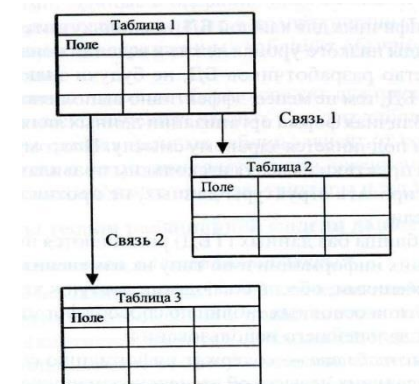 Таблица 1
Поле
Связь 1
Таблица 2
Поле
Связь 2
Таблица 3
Поле